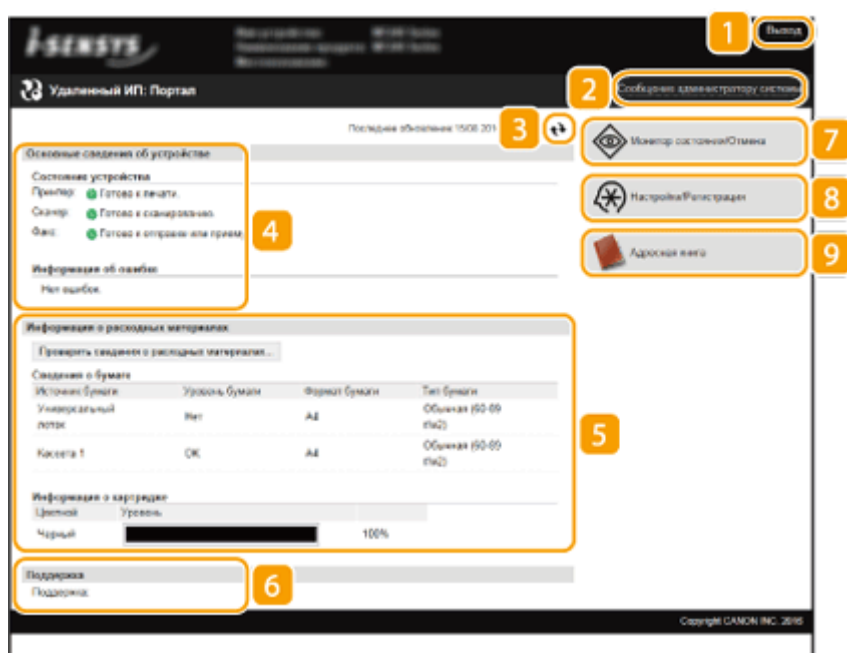 i-SENSYS
1
Выход
Удаленный ИП: Портал
2
Сообщение администратору системы
Последнее обновление 15/08 201
3
Основные сведения об устройстве
Состояние устройства
Принтер: Готово к печати.
Сканер: Готово к сканированию.
Факс: Готово к отправке или прием
4
Информация об ошибке
Нет ошибок.
7
Монитор состояния/Отмена
8
Настройки/Регистрация
9
Адресная книга
Информация о расходных материалах
Проверить сведения о расходных материалах...
Сведения о бумаге
Источник бумаги Уровень бумаги Формат бумаги Тип бумаги
Универсальный лоток Нет A4 Обычная (60-89 г/м2)
Кассета 1 OK A4 Обычная (60-89 г/м2)
5
Информация о картридже
Цветной Уровень
Черный 100%
Поддержка
6
Поддержка:
Copyright CANON INC. 2015